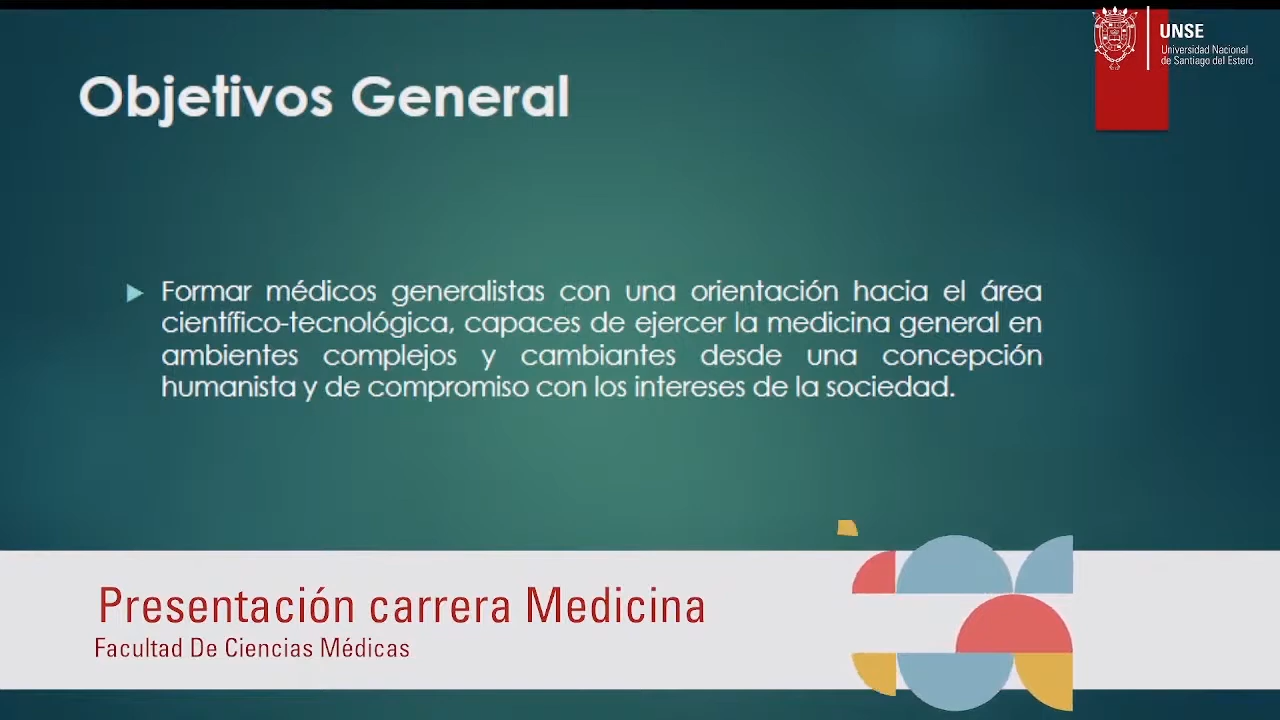 UNSE
Universidad Nacional
de Santiago del Estero
Objetivos General
Formar médicos generalistas con una orientación hacia el área
científico-tecnológica, capaces de ejercer la medicina general en
ambientes complejos y cambiantes desde una concepción
humanista y de compromiso con los intereses de la sociedad.
Presentación carrera Medicina
Facultad De Ciencias Médicas